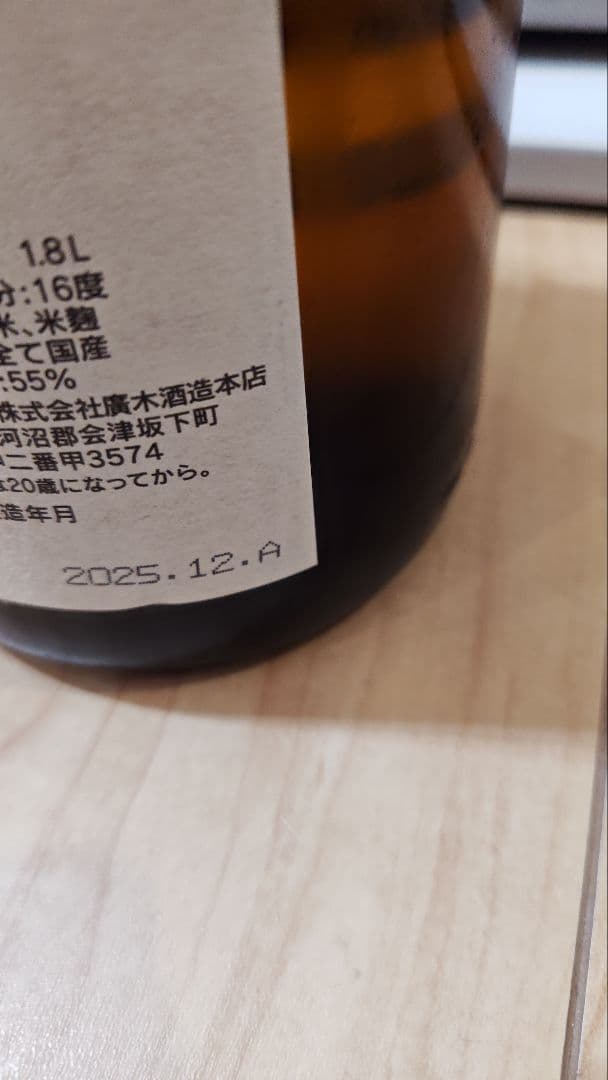 1.8L
分:16度
米、米麹
全て国産
:55%
株式会社廣木酒造本店
河沼郡会津坂下町
二番甲3574
は20歳になってから。
造年月
2025.12.A